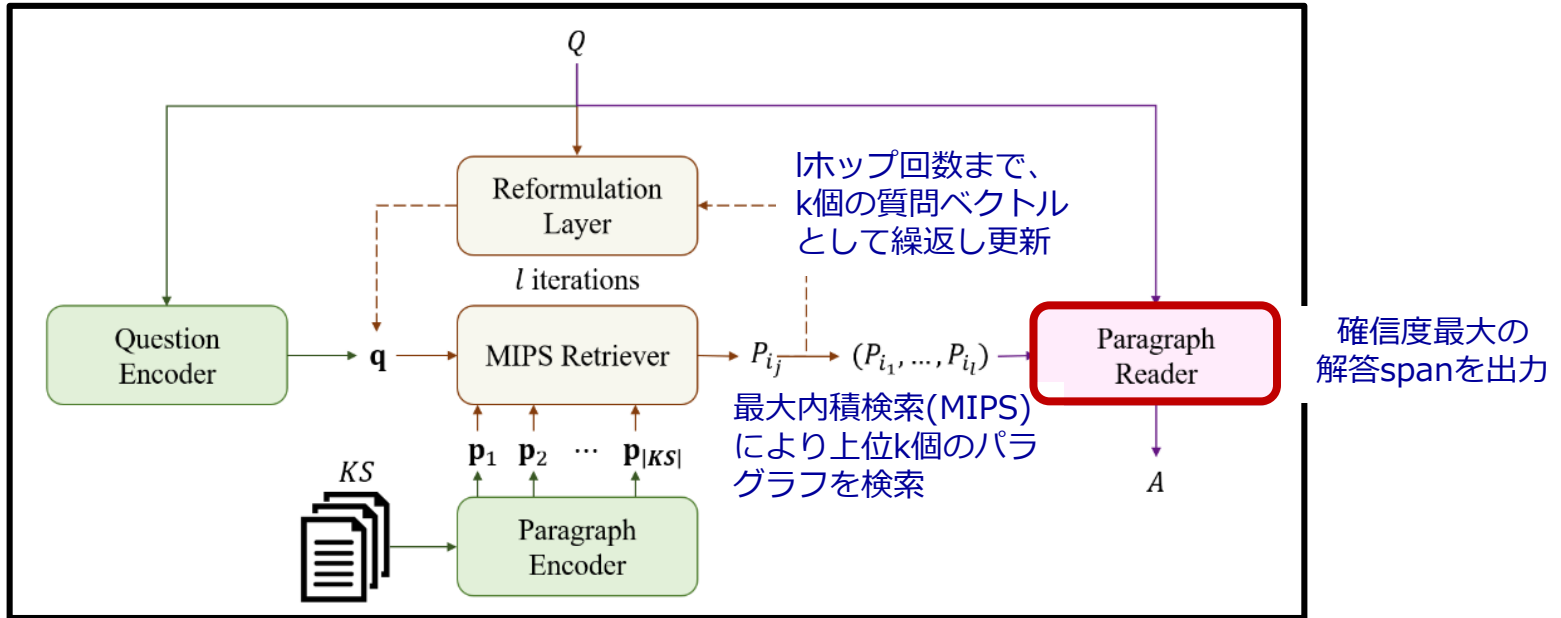 Q
Reformulation
Layer
lホップ回数まで、
k個の質問ベクトル
として繰返し更新
l iterations
Question
Encoder
q
MIPS Retriever
P_{i_j}
(P_{i_1}, …, P_{i_l})
Paragraph
Reader
確信度最大の
解答spanを出力
最大内積検索(MIPS)
により上位k個のパラ
グラフを検索
p_1 p_2 ⋯ p_{|KS|}
KS
A
Paragraph
Encoder